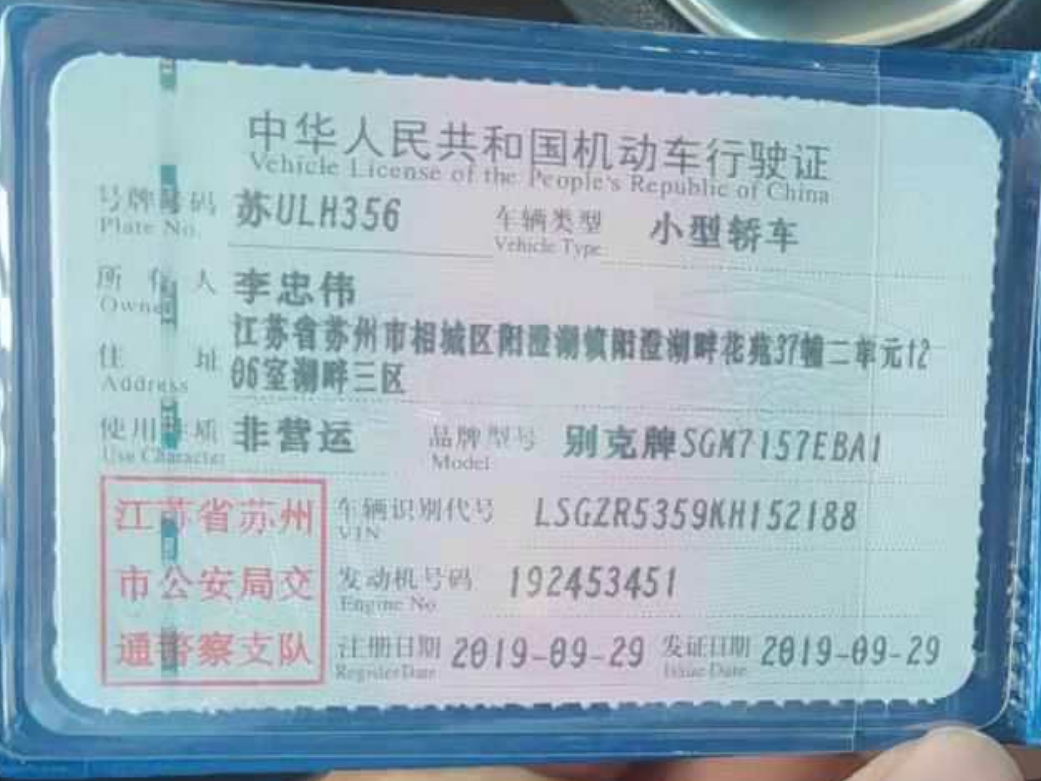 中华人民共和国机动车行驶证
Vehicle License of the People's Republic of China
号牌号码 苏ULH356 车辆类型 小型轿车
Plate No. Vehicle Type
所有人 李忠伟
Owner
江苏省苏州市相城区阳澄湖镇阳澄湖畔花苑37幢二单元12
住址 06室湖畔三区
Address
使用性质 非营运 品牌型号 别克牌SGM7157EBA1
Use Character Model
江苏省苏州 车辆识别代号 LSGZR5359KH152188
VIN
市公安局交 发动机号码 192453451
Engine No.
通警察支队 注册日期 2019-09-29 发证日期 2019-09-29
Register Date Issue Date